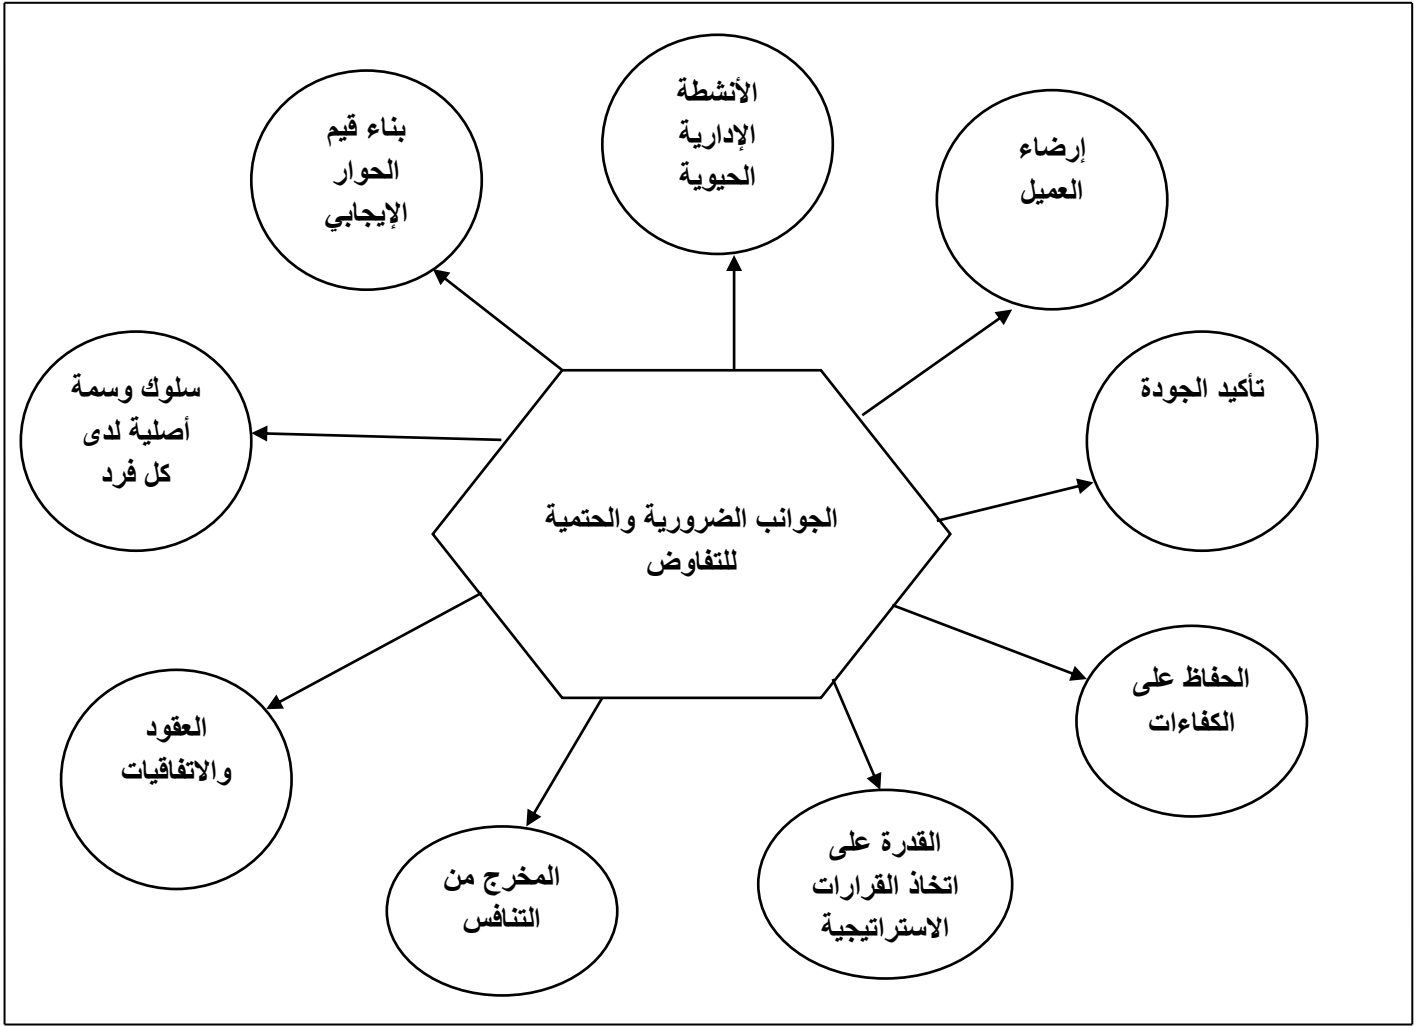 الأنشطة
الإدارية
الحيوية
إرضاء
العميل
تأكيد الجودة
الحفاظ على
الكفاءات
القدرة على
اتخاذ القرارات
الاستراتيجية
المخرج من
التنافس
العقود
والاتفاقيات
سلوك وسمة
أصلية لدى
كل فرد
بناء قيم
الحوار
الإيجابي
الجوانب الضرورية والحتمية
للتفاوض